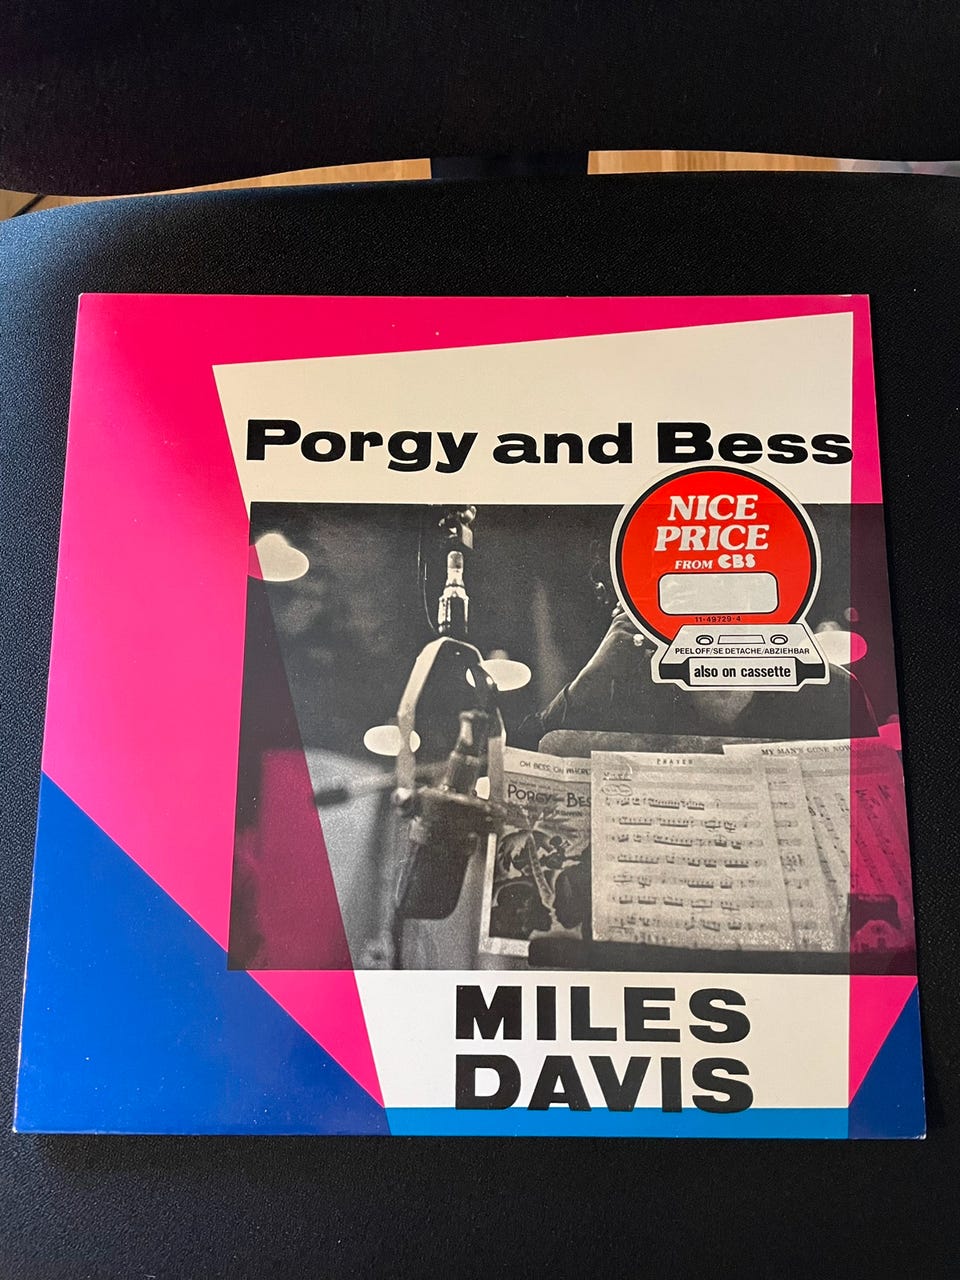 Porgy and Bess
NICE
PRICE
FROM CBS
11-49729-4
PEEL OFF/SE DETACHE/ABZIEHBAR
also on cassette
OH BESS, OH WHERE
PORGY BES
PRAYER
MY MAN'S GONE NOW
MILES
DAVIS